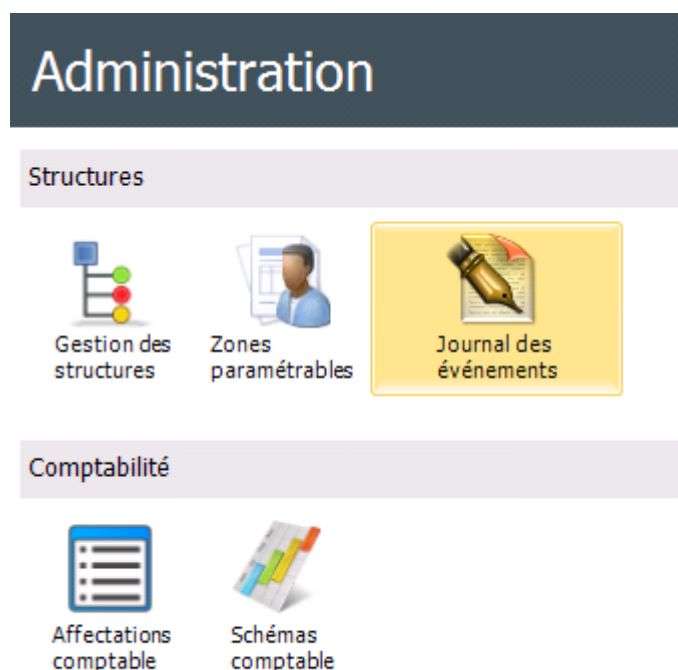 Administration
Structures
Gestion des
structures
Zones
paramétrables
Journal des
événements
Comptabilité
Affectations
comptable
Schémas
comptable